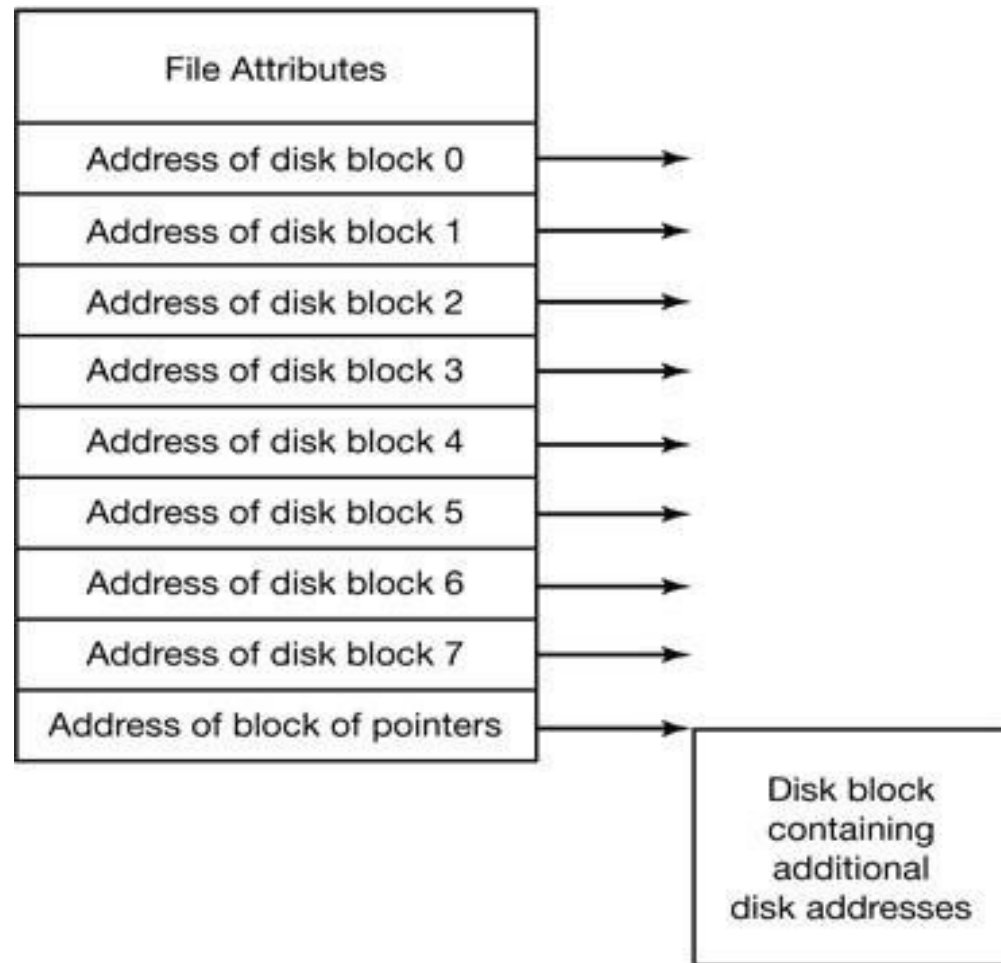 File Attributes
Address of disk block 0
Address of disk block 1
Address of disk block 2
Address of disk block 3
Address of disk block 4
Address of disk block 5
Address of disk block 6
Address of disk block 7
Address of block of pointers
Disk block
containing
additional
disk addresses